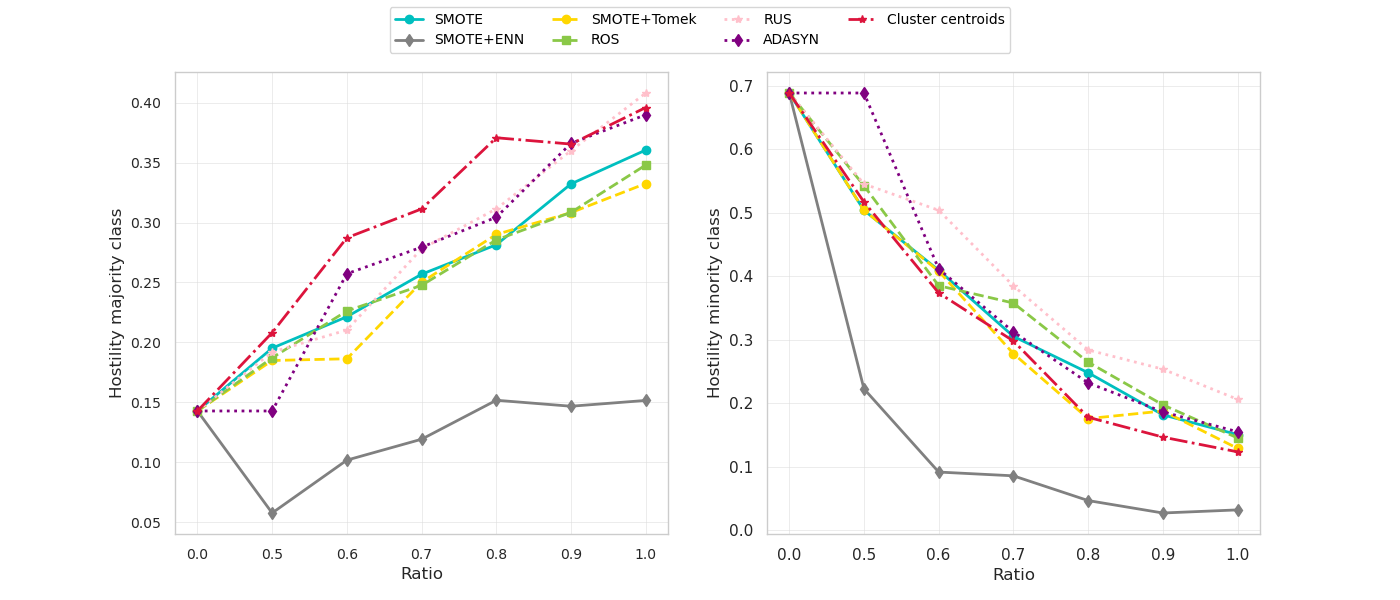 SMOTE SMOTE+Tomek RUS Cluster centroids
SMOTE+ENN ROS ADASYN
Hostility majority class
0.40
0.35
0.30
0.25
0.20
0.15
0.10
0.05
0.0 0.5 0.6 0.7 0.8 0.9 1.0
Ratio
Hostility minority class
0.7
0.6
0.5
0.4
0.3
0.2
0.1
0.0
0.0 0.5 0.6 0.7 0.8 0.9 1.0
Ratio